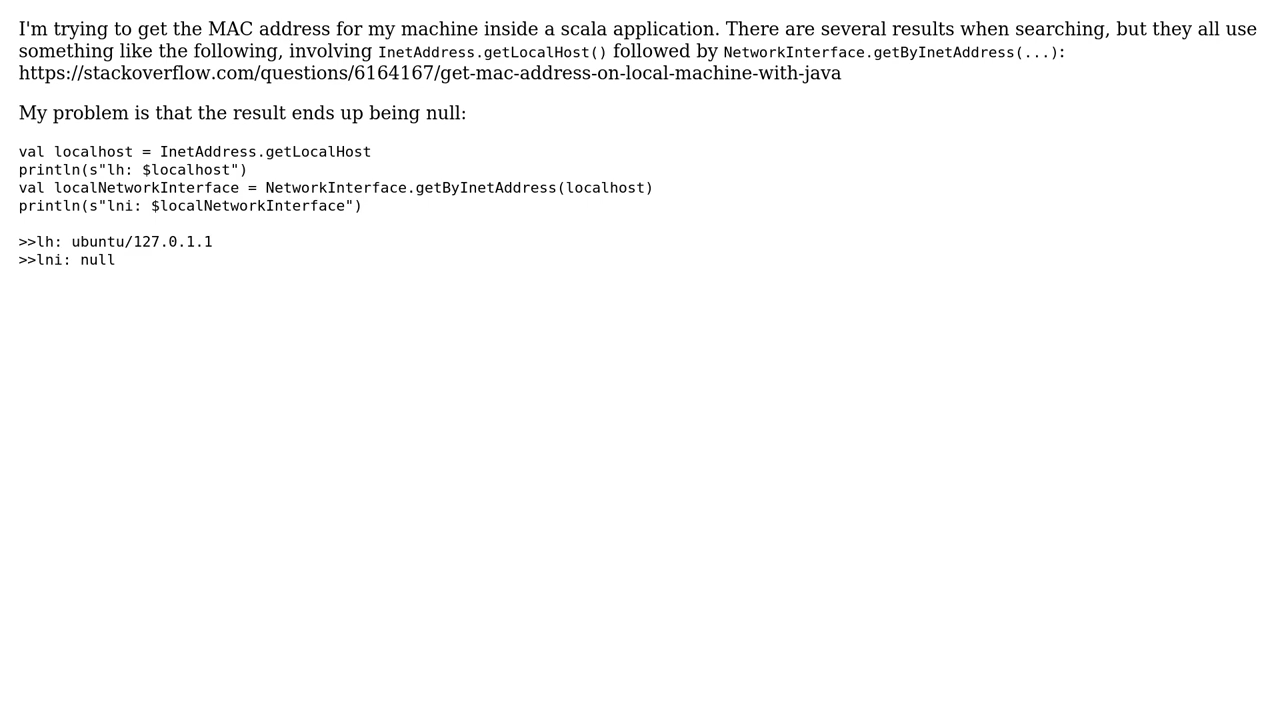 I'm trying to get the MAC address for my machine inside a scala application. There are several results when searching, but they all use
something like the following, involving InetAddress.getLocalHost() followed by NetworkInterface.getByInetAddress(...):
https://stackoverflow.com/questions/6164167/get-mac-address-on-local-machine-with-java
My problem is that the result ends up being null:
val localhost = InetAddress.getLocalHost
println(s"lh: $localhost")
val localNetworkInterface = NetworkInterface.getByInetAddress(localhost)
println(s"lni: $localNetworkInterface")
>>lh: ubuntu/127.0.1.1
>>lni: null